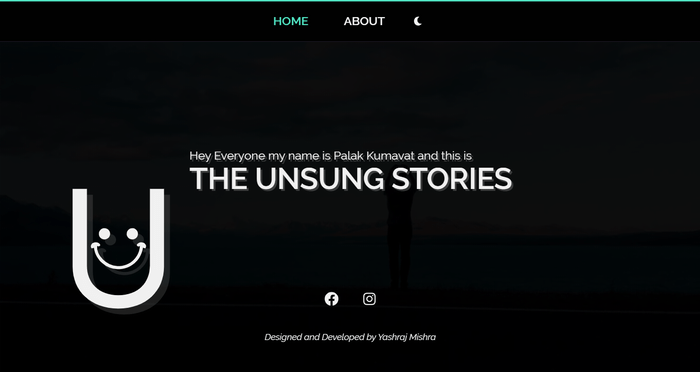 HOME ABOUT
Hey Everyone my name is Palak Kumavat and this is
THE UNSUNG STORIES
U
Designed and Developed by Yashraj Mishra